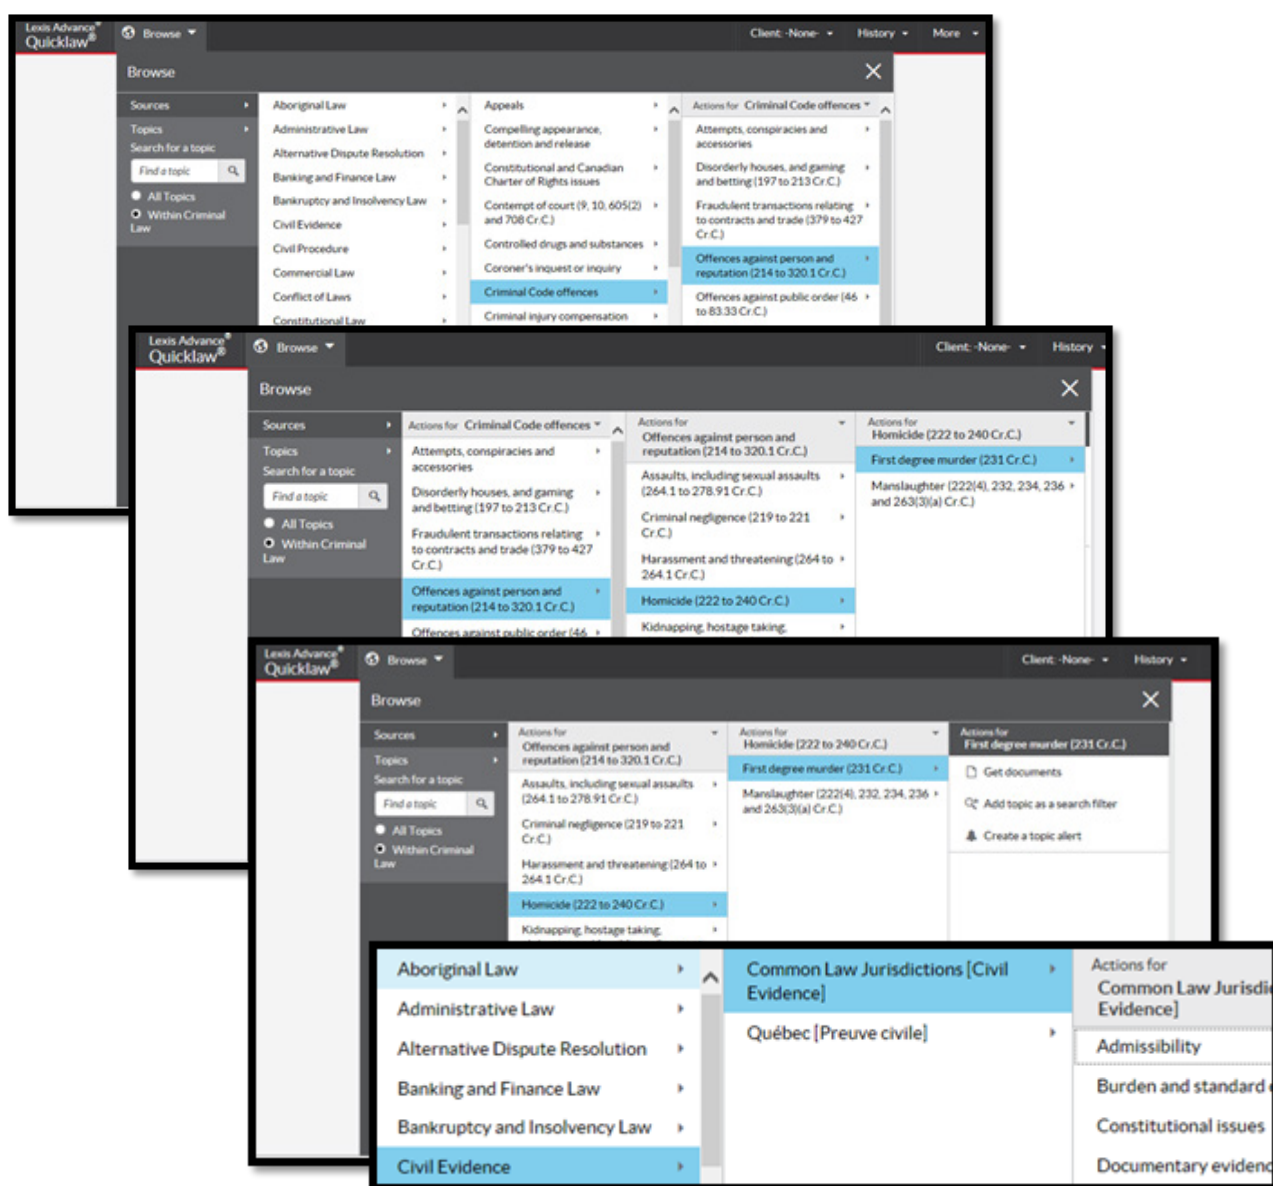 Lexis Advance®
Quicklaw®
Browse
Client: -None-
History
More
Browse
Sources
Topics
Search for a topic
Find a topic
All Topics
Within Criminal
Law
Aboriginal Law
Administrative Law
Alternative Dispute Resolution
Banking and Finance Law
Bankruptcy and Insolvency Law
Civil Evidence
Civil Procedure
Commercial Law
Conflict of Laws
Constitutional Law
Appeals
Compelling appearance,
detention and release
Constitutional and Canadian
Charter of Rights issues
Contempt of court (9, 10, 605(2)
and 708 Cr.C.)
Controlled drugs and substances
Coroner's inquest or inquiry
Criminal Code offences
Criminal injury compensation
Actions for Criminal Code offences
Attempts, conspiracies and
accessories
Disorderly houses, and gaming
and betting (197 to 213 Cr.C.)
Fraudulent transactions relating
to contracts and trade (379 to 427
Cr.C.)
Offences against person and
reputation (214 to 320.1 Cr.C.)
Offences against public order (46
to 83.33 Cr.C.)
Lexis Advance®
Quicklaw®
Browse
Client: -None-
History
Browse
Sources
Topics
Search for a topic
Find a topic
All Topics
Within Criminal
Law
Actions for Criminal Code offences
Attempts, conspiracies and
accessories
Disorderly houses, and gaming
and betting (197 to 213 Cr.C.)
Fraudulent transactions relating
to contracts and trade (379 to 427
Cr.C.)
Offences against person and
reputation (214 to 320.1 Cr.C.)
Offences against public order (46
Actions for
Offences against person and
reputation (214 to 320.1 Cr.C.)
Assaults, including sexual assaults
(264.1 to 278.91 Cr.C.)
Criminal negligence (219 to 221
Cr.C.)
Harassment and threatening (264 to
264.1 Cr.C.)
Homicide (222 to 240 Cr.C.)
Kidnapping, hostage taking,
Actions for
Homicide (222 to 240 Cr.C.)
First degree murder (231 Cr.C.)
Manslaughter (222(4), 232, 234, 236
and 263(3)(a) Cr.C.)
Lexis Advance®
Quicklaw®
Browse
Client: -None-
History
Browse
Sources
Topics
Search for a topic
Find a topic
All Topics
Within Criminal
Law
Actions for
Offences against person and
reputation (214 to 320.1 Cr.C.)
Assaults, including sexual assaults
(264.1 to 278.91 Cr.C.)
Criminal negligence (219 to 221
Cr.C.)
Harassment and threatening (264 to
264.1 Cr.C.)
Homicide (222 to 240 Cr.C.)
Kidnapping, hostage taking,
Actions for
Homicide (222 to 240 Cr.C.)
First degree murder (231 Cr.C.)
Manslaughter (222(4), 232, 234, 236
and 263(3)(a) Cr.C.)
Actions for
First degree murder (231 Cr.C.)
Get documents
Add topic as a search filter
Create a topic alert
Aboriginal Law
Administrative Law
Alternative Dispute Resolution
Banking and Finance Law
Bankruptcy and Insolvency Law
Civil Evidence
Common Law Jurisdictions [Civil
Evidence]
Québec [Preuve civile]
Actions for
Common Law Jurisdic
Evidence]
Admissibility
Burden and standard
Constitutional issues
Documentary evidenc